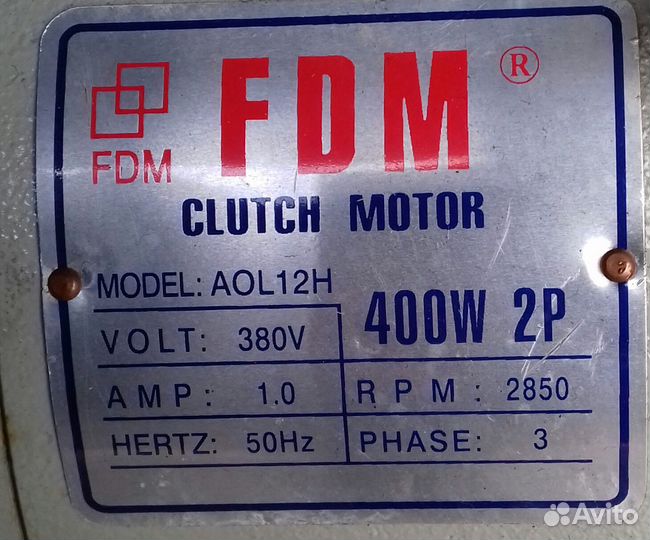 FDM ®
FDM
CLUTCH MOTOR
MODEL: AOL12H
400W 2P
VOLT: 380V
AMP: 1.0
RPM: 2850
HERTZ: 50Hz
PHASE: 3
Avito